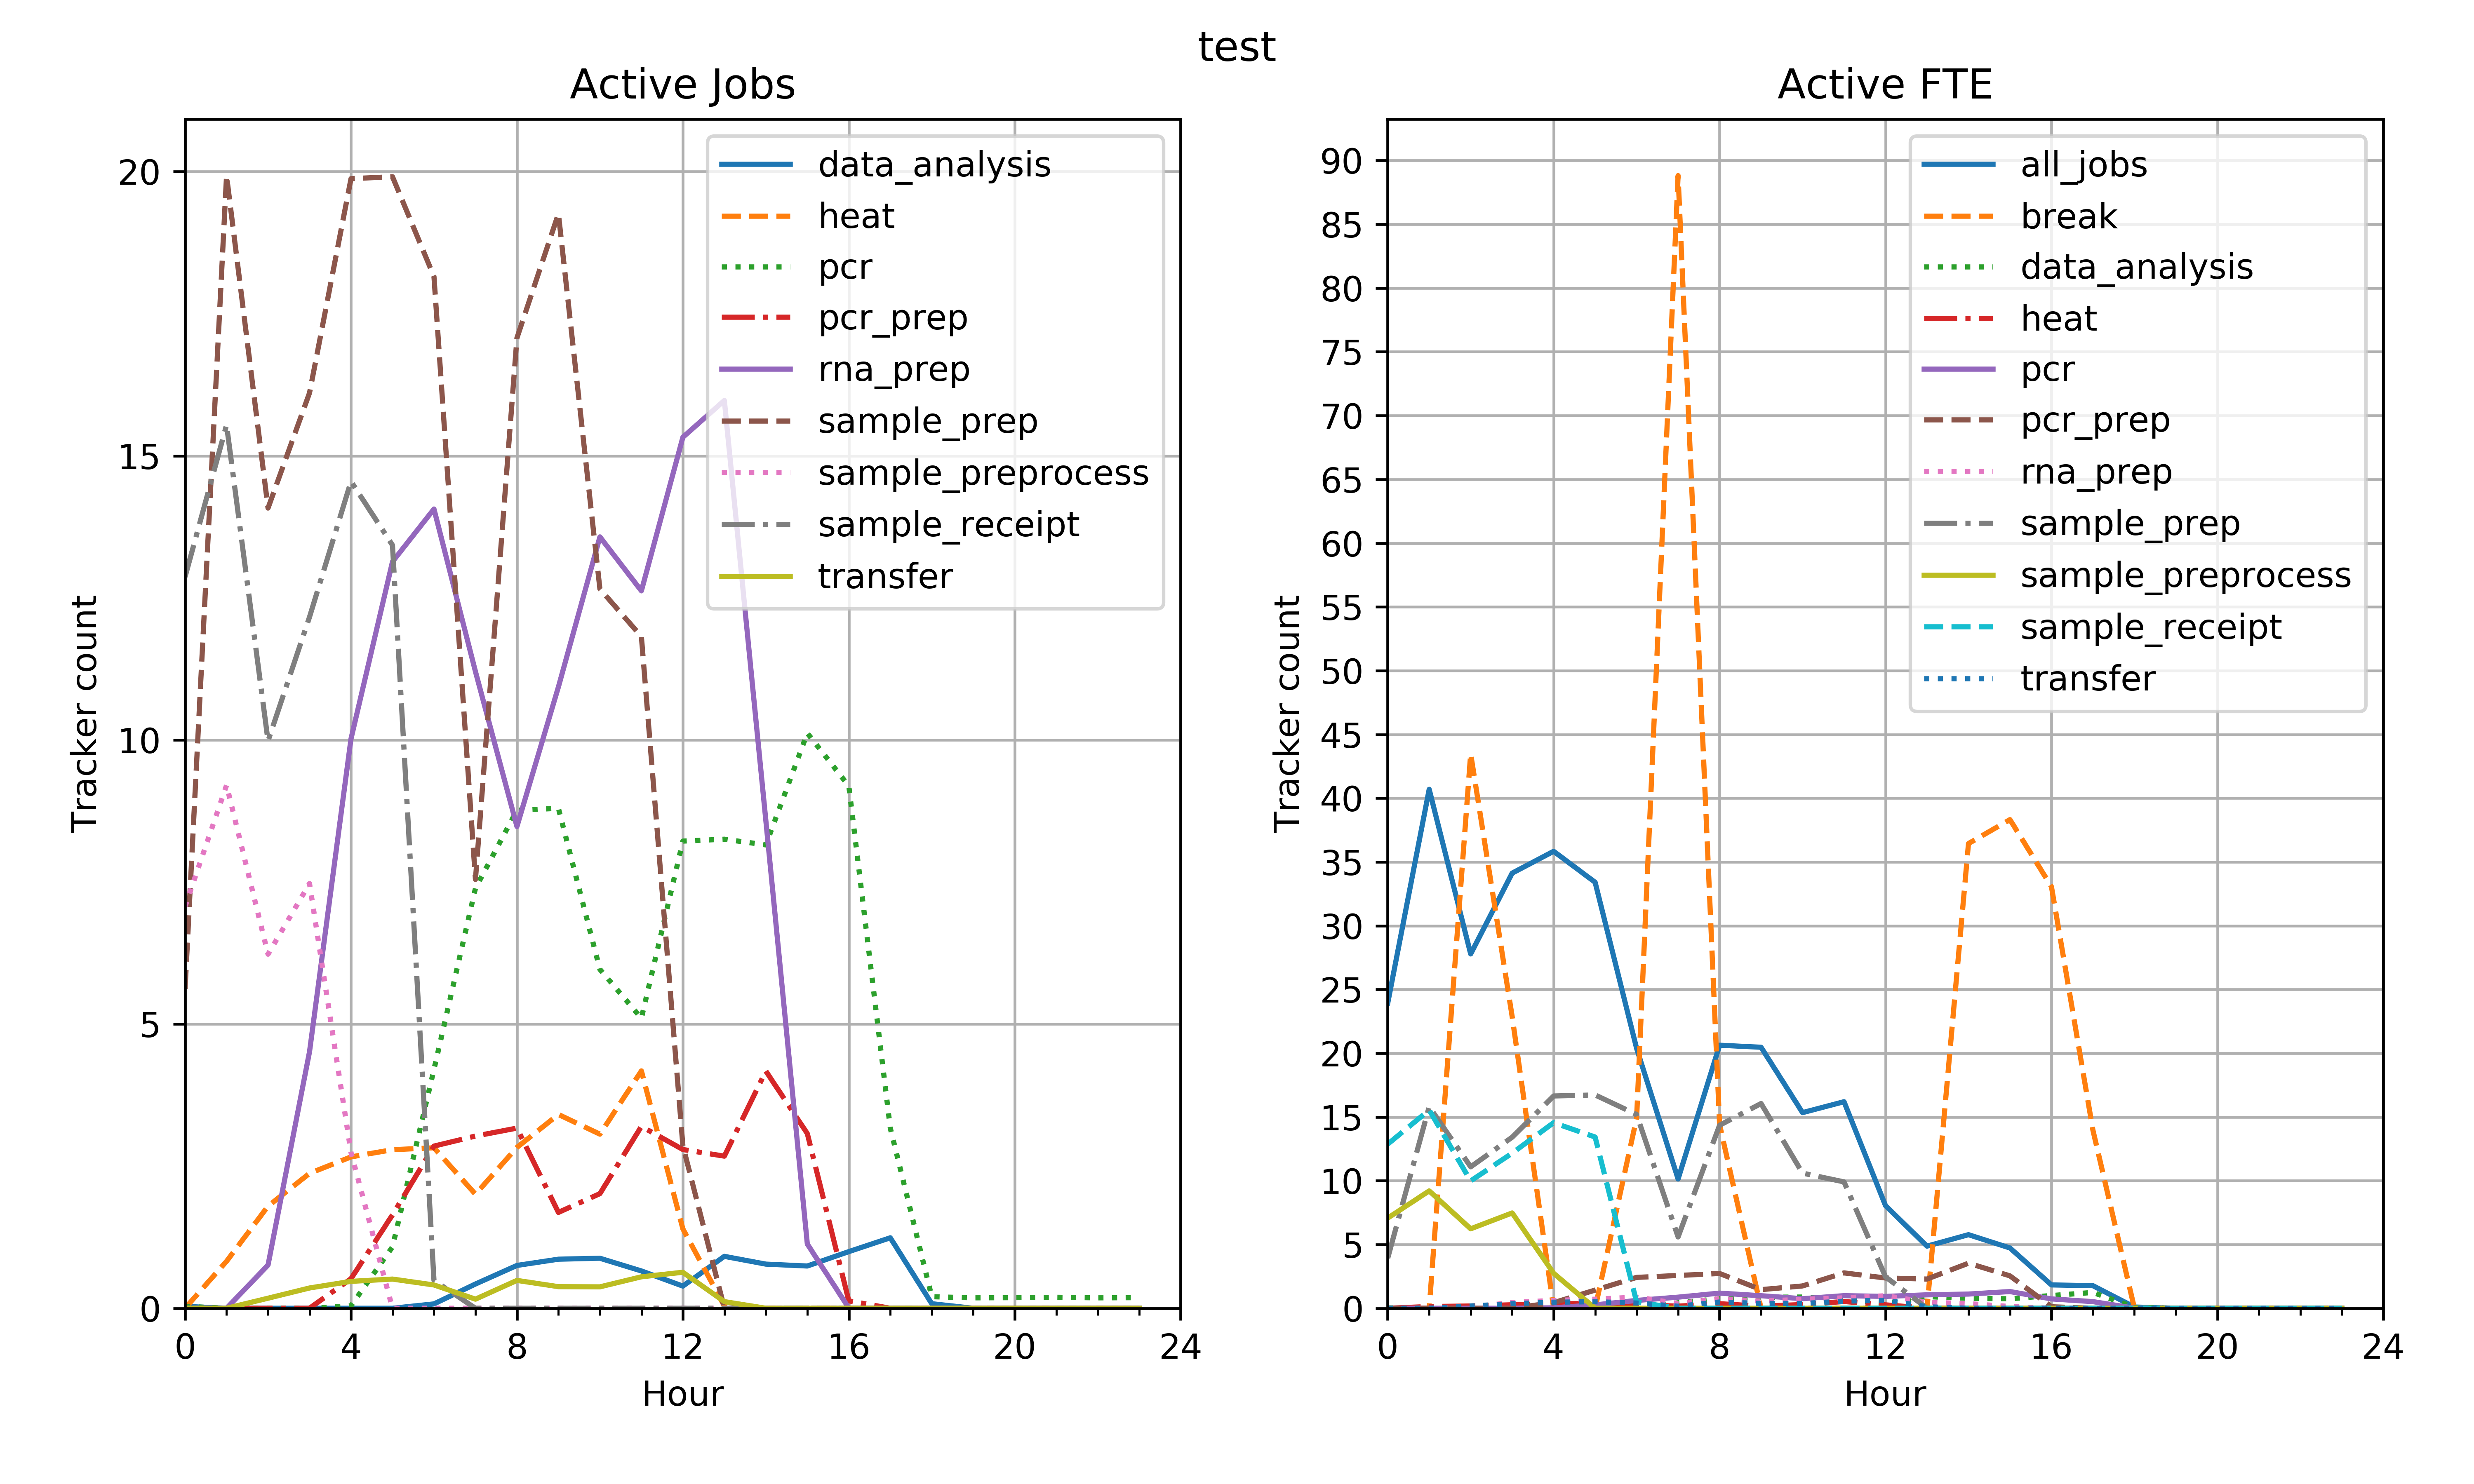 test
Active Jobs
20
15
10
5
0
0 4 8 12 16 20 24
Tracker count
Hour
data_analysis
heat
pcr
pcr_prep
rna_prep
sample_prep
sample_preprocess
sample_receipt
transfer
Active FTE
90
85
80
75
70
65
60
55
50
45
40
35
30
25
20
15
10
5
0
0 4 8 12 16 20 24
Tracker count
Hour
all_jobs
break
data_analysis
heat
pcr
pcr_prep
rna_prep
sample_prep
sample_preprocess
sample_receipt
transfer